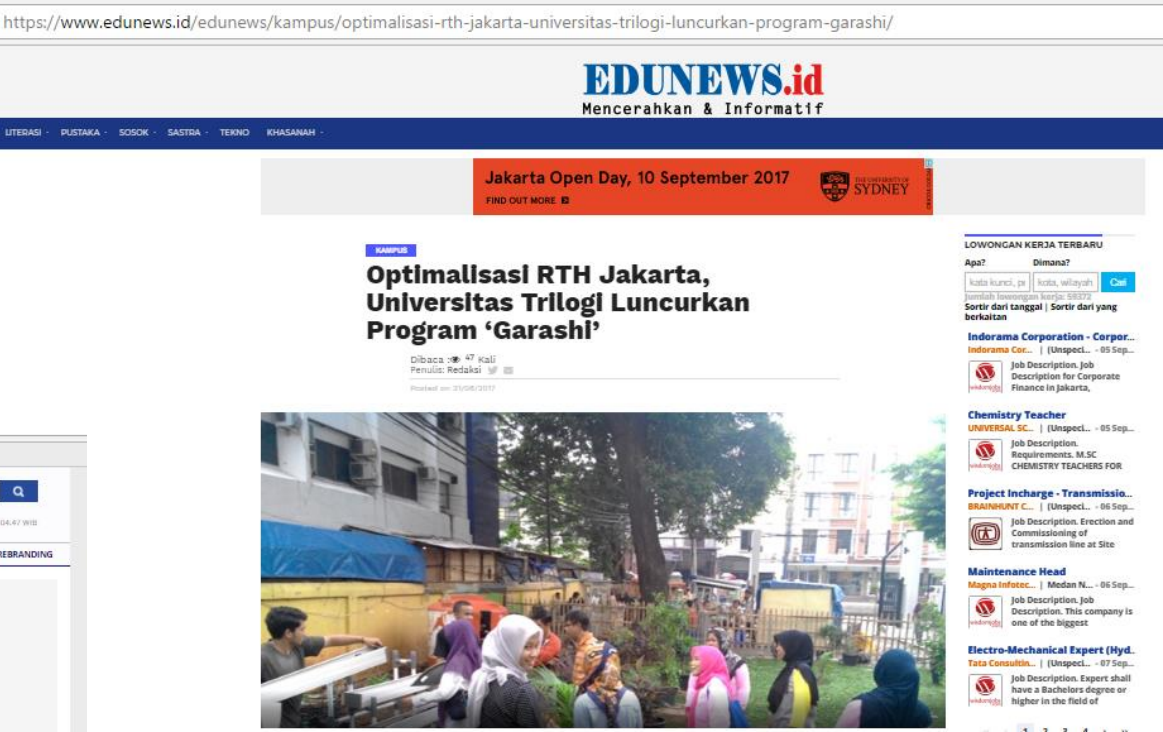 https://www.edunews.id/edunews/kampus/optimalisasi-rth-jakarta-universitas-trilogi-luncurkan-program-garashi/
EDUNEWS.id
Mencerahkan & Informatif
LITERASI PUSTAKA SOSOK SASTRA TEKNO KHASANAH
Jakarta Open Day, 10 September 2017
FIND OUT MORE
THE UNIVERSITY OF
SYDNEY
KAMPUS
Optimalisasi RTH Jakarta,
Universitas Trilogi Luncurkan
Program ‘Garashi’
Dibaca : 47 Kali
Penulis: Redaksi
Posted on
04.47 WIB
REBRANDING
LOWONGAN KERJA TERBARU
Apa? Dimana?
kata kunci, pe kota, wilayah Cari
Jumlah lowongan kerja: 59372
Sortir dari tanggal | Sortir dari yang
berkaitan
Indorama Corporation - Corpor...
Indorama Cor... | (Unspeci... - 05 Sep...
Job Description. Job
Description for Corporate
Finance in Jakarta,
Chemistry Teacher
UNIVERSAL SC... | (Unspeci... - 05 Sep...
Job Description.
Requirements. M.SC
CHEMISTRY TEACHERS FOR
Project Incharge - Transmissio...
BRAINHUNT C... | (Unspeci... - 06 Sep...
Job Description. Erection and
Commissioning of
transmission line at Site
Maintenance Head
Magna Infotec... | Medan N... - 06 Sep...
Job Description. Job
Description. This company is
one of the biggest
Electro-Mechanical Expert (Hyd..
Tata Consultin... | (Unspeci... - 07 Sep...
Job Description. Expert shall
have a Bachelors degree or
higher in the field of
1 2 3 4